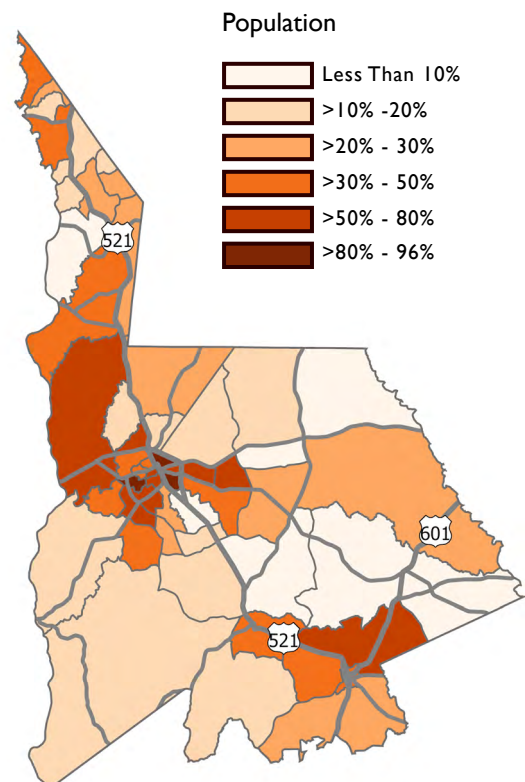 Population
Less Than 10%
>10% -20%
>20% - 30%
>30% - 50%
>50% - 80%
>80% - 96%
521
601
521